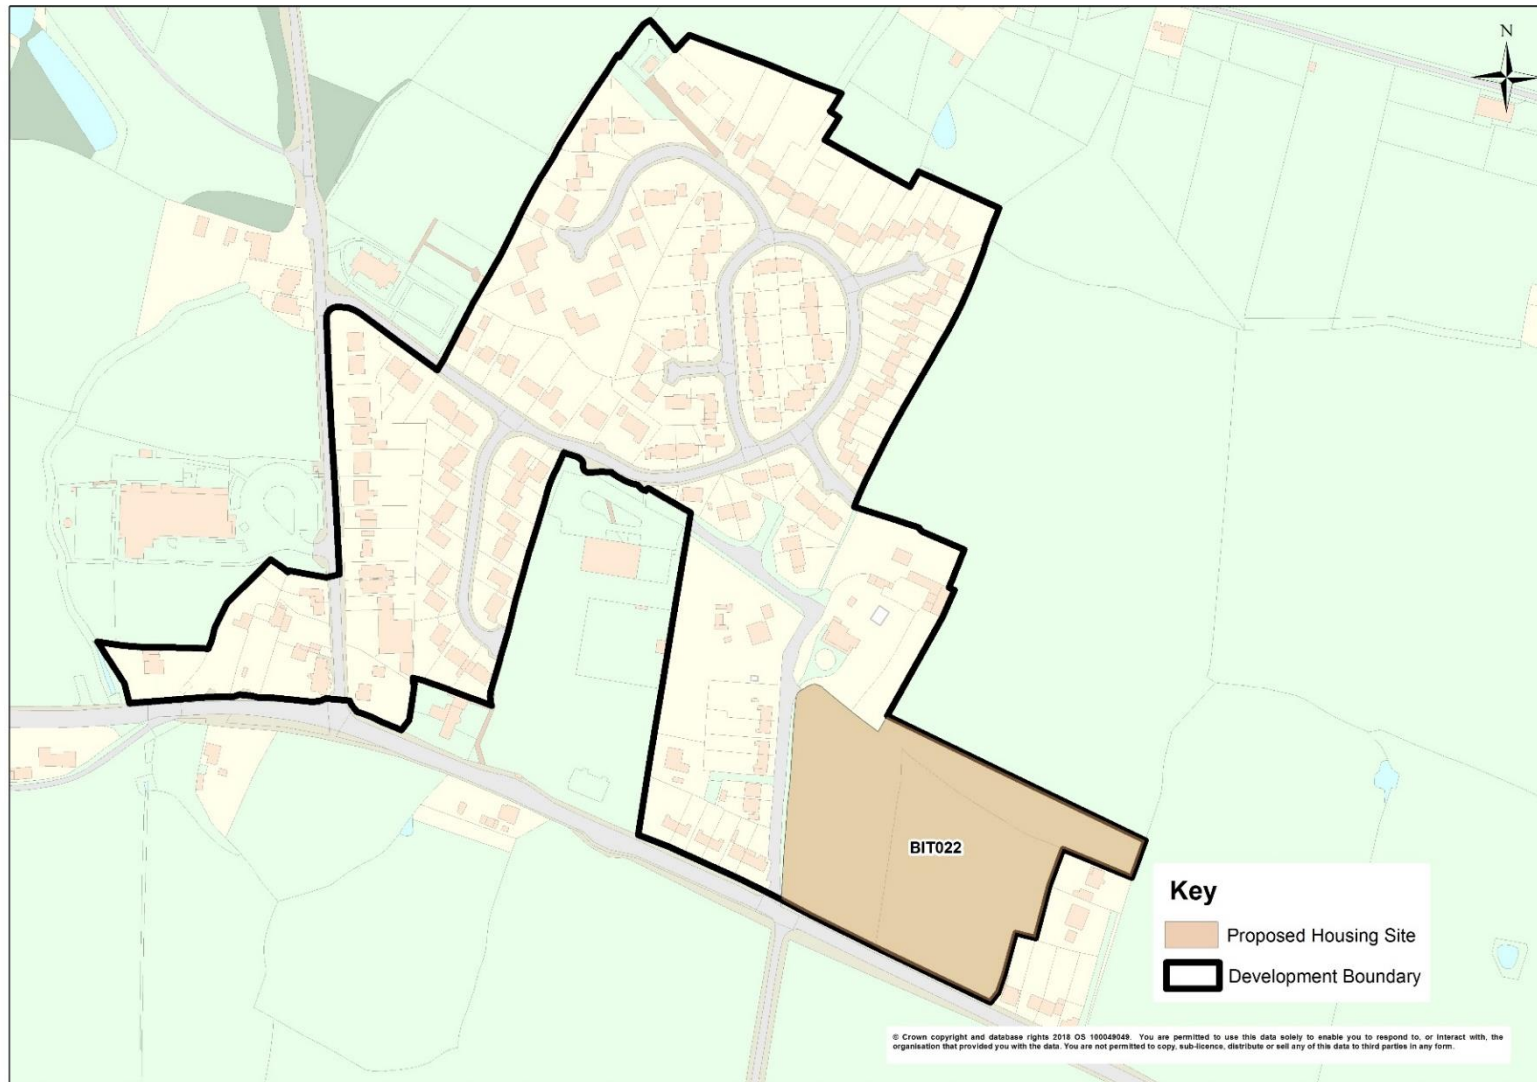 N
BIT022
Key
Proposed Housing Site
Development Boundary
© Crown copyright and database rights 2018 OS 100049049. You are permitted to use this data solely to enable you to respond to, or interact with, the
organisation that provided you with the data. You are not permitted to copy, sub-licence, distribute or sell any of this data to third parties in any form.